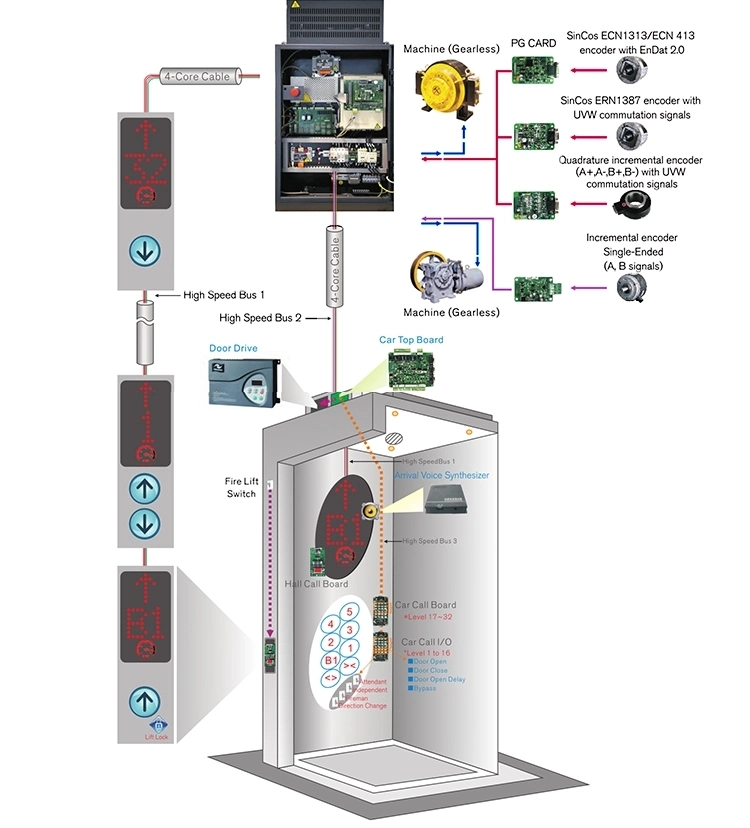 SinCos ECN1313/ECN 413
encoder with EnDat 2.0
Machine (Gearless)
PG CARD
4-Core Cable
SinCos ERN1387 encoder with
UVW commutation signals
32
Quadrature incremental encoder
(A+,A-,B+,B-) with UVW
commutation signals
4-Core Cable
Incremental encoder
Single-Ended
(A, B signals)
High Speed Bus 1
High Speed Bus 2
Machine (Gearless)
Door Drive
Car Top Board
1
High SpeedBus 1
Fire Lift
Switch
Arrival Voice Synthesizer
B1
High Speed Bus 3
Hall Call Board
B1
Car Call Board
*Level 17~32
5
4
3
2
1
B1
><
<>
Car Call I/O
*Level 1 to 16
Door Open
Door Close
Door Open Delay
Bypass
Attendant
Independent
Direction Change
Lift Lock